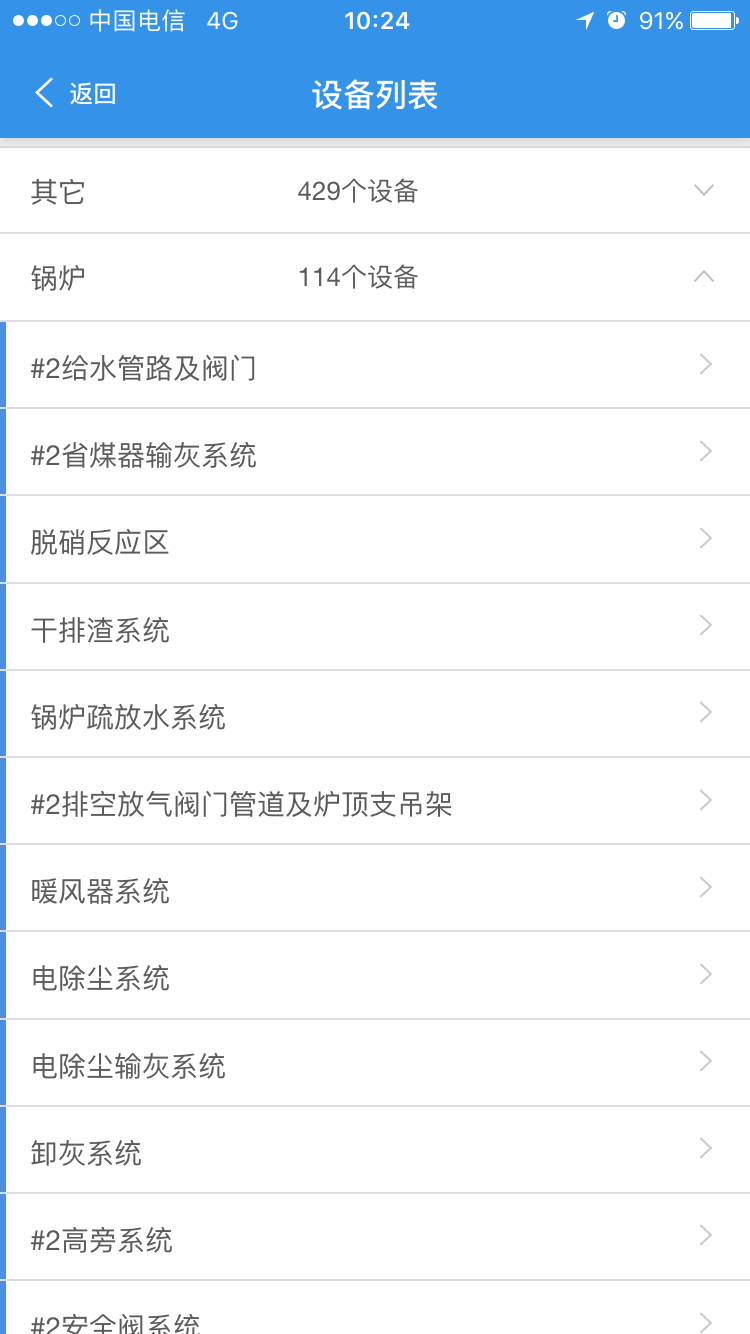 中国电信 4G 10:24 91%
返回 设备列表
其它 429个设备
锅炉 114个设备
#2给水管路及阀门
#2省煤器输灰系统
脱硝反应区
干排渣系统
锅炉疏放水系统
#2排空放气阀门管道及炉顶支吊架
暖风器系统
电除尘系统
电除尘输灰系统
卸灰系统
#2高旁系统
#2安全阀系统